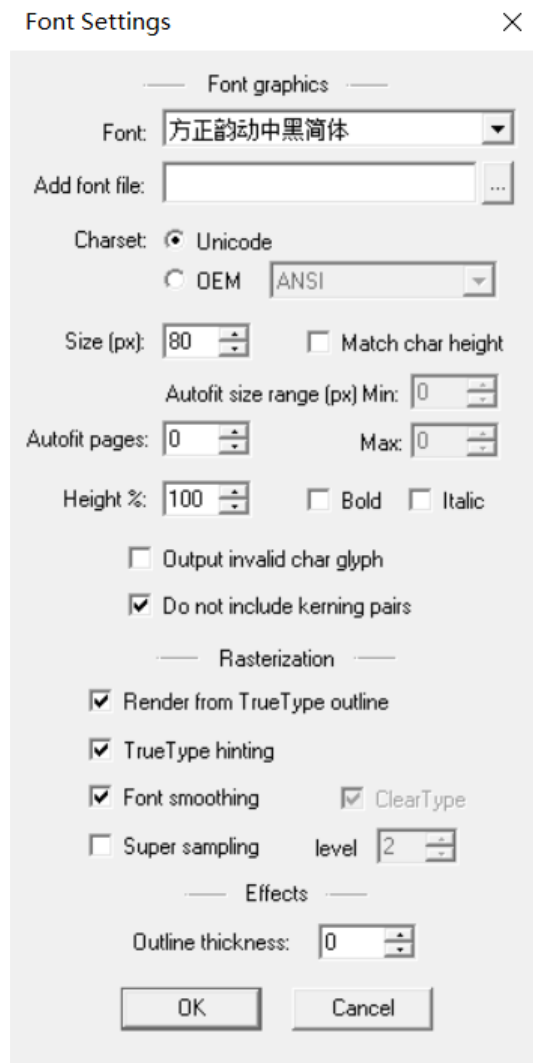 Font Settings
Font graphics
Font: 方正韵动中黑简体
Add font file: ...
Charset: Unicode
OEM ANSI
Size (px): 80 Match char height
Autofit size range (px) Min: 0
Autofit pages: 0 Max: 0
Height %: 100 Bold Italic
Output invalid char glyph
Do not include kerning pairs
Rasterization
Render from TrueType outline
TrueType hinting
Font smoothing ClearType
Super sampling level 2
Effects
Outline thickness: 0
OK Cancel